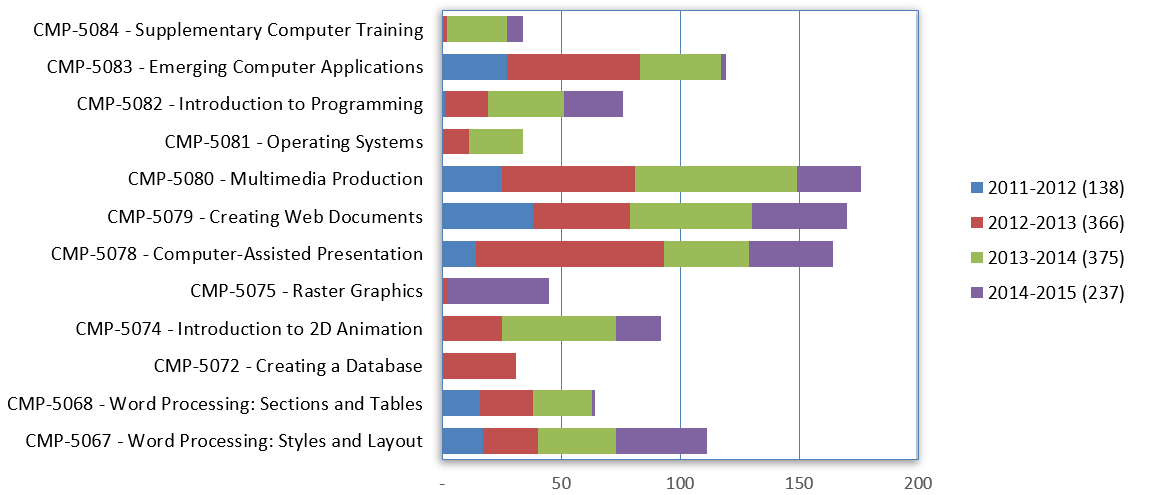 CMP-5084 - Supplementary Computer Training
CMP-5083 - Emerging Computer Applications
CMP-5082 - Introduction to Programming
CMP-5081 - Operating Systems
CMP-5080 - Multimedia Production
CMP-5079 - Creating Web Documents
CMP-5078 - Computer-Assisted Presentation
CMP-5075 - Raster Graphics
CMP-5074 - Introduction to 2D Animation
CMP-5072 - Creating a Database
CMP-5068 - Word Processing: Sections and Tables
CMP-5067 - Word Processing: Styles and Layout
- 50 100 150 200
2011-2012 (138)
2012-2013 (366)
2013-2014 (375)
2014-2015 (237)